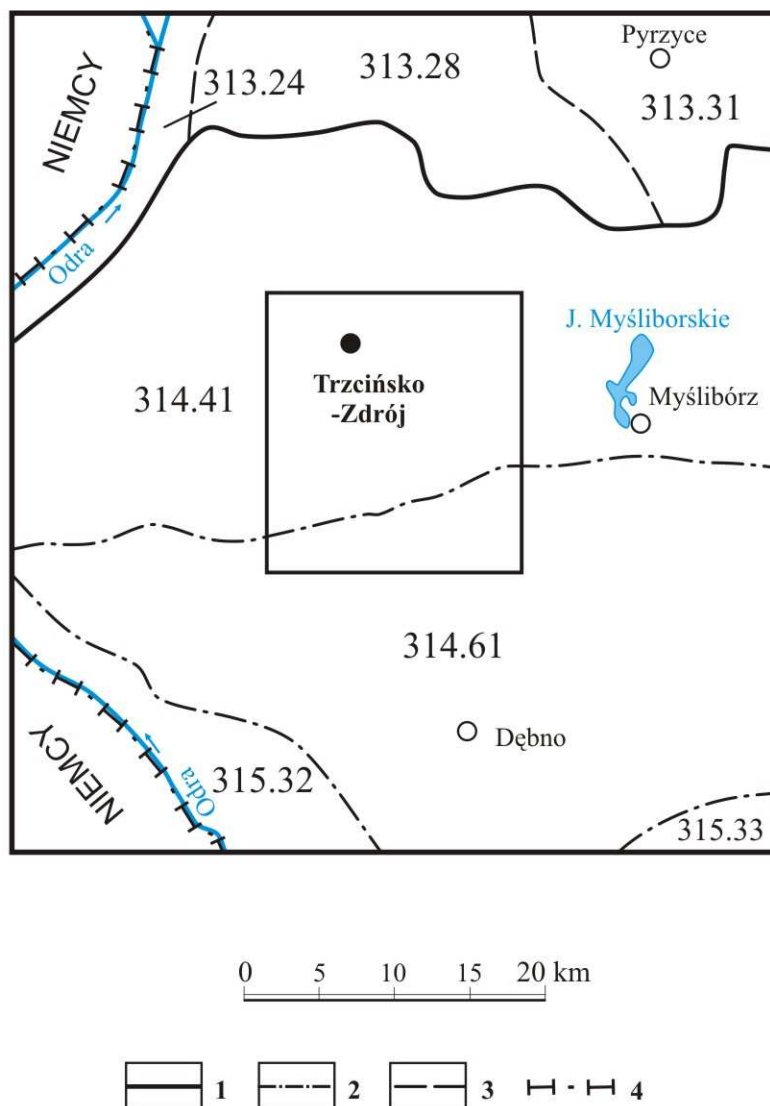 NIEMCY
313.24
313.28
Pyrzyce
313.31
Odra
J. Myśliborskie
Trzcińsko
-Zdrój
314.41
Myślibórz
314.61
Dębno
NIEMCY
Odra
315.32
315.33
0 5 10 15 20 km
1 2 3 4